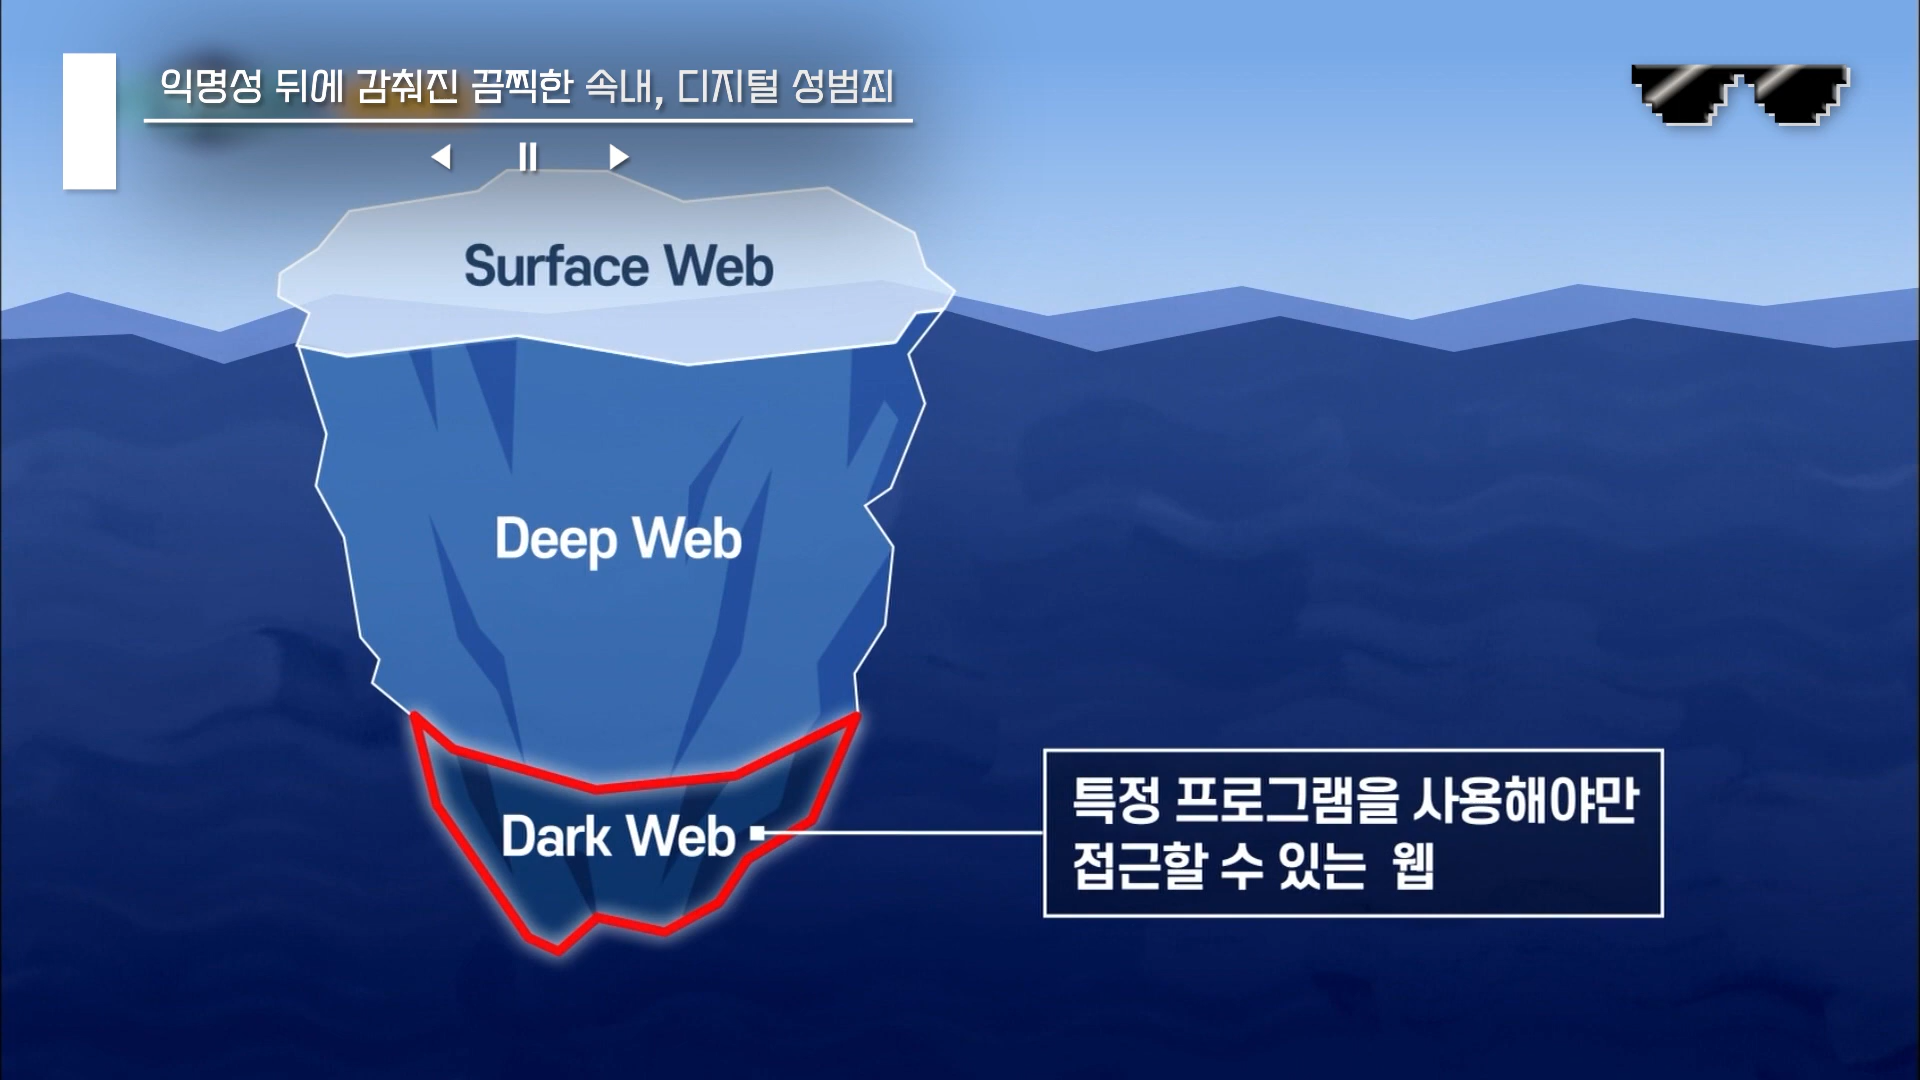 익명성 뒤에 감춰진 끔찍한 속내, 디지털 성범죄
Surface Web
Deep Web
Dark Web
특정 프로그램을 사용해야만
접근할 수 있는 웹